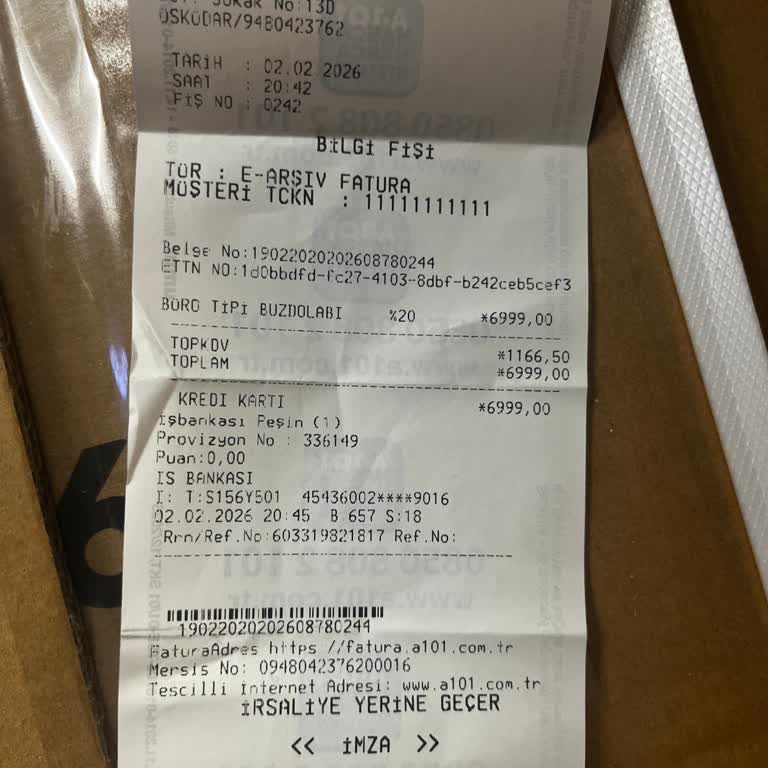 Sokak No:13D
ÜSKÜDAR/9480423762
TARİH : 02.02.2026
SAAT : 20:42
FİŞ NO : 0242
BİLGİ FİŞİ
TÜR : E-ARŞİV FATURA
MÜŞTERİ TCKN : 11111111111
Belge No:19022020202608780244
ETTN NO:1d0bbdfd-fc27-4103-8dbf-b242ceb5cef3
BÜRO TİPİ BUZDOLABI %20 *6999,00
TOPKDV *1166,50
TOPLAM *6999,00
KREDİ KARTI *6999,00
İşbankası Peşin (1)
Provizyon No : 336149
Puan:0,00
IS BANKASI
I: T:S156Y501 45436002****9016
02.02.2026 20:45 B:657 S:18
Rrn/Ref.No:603319821817 Ref.No:
19022020202608780244
FaturaAdres https //fatura.a101.com.tr
Mersis No: 0948042376200016
Tescilli İnternet Adresi: www.a101.com.tr
İRSALİYE YERİNE GEÇER
<< İMZA >>